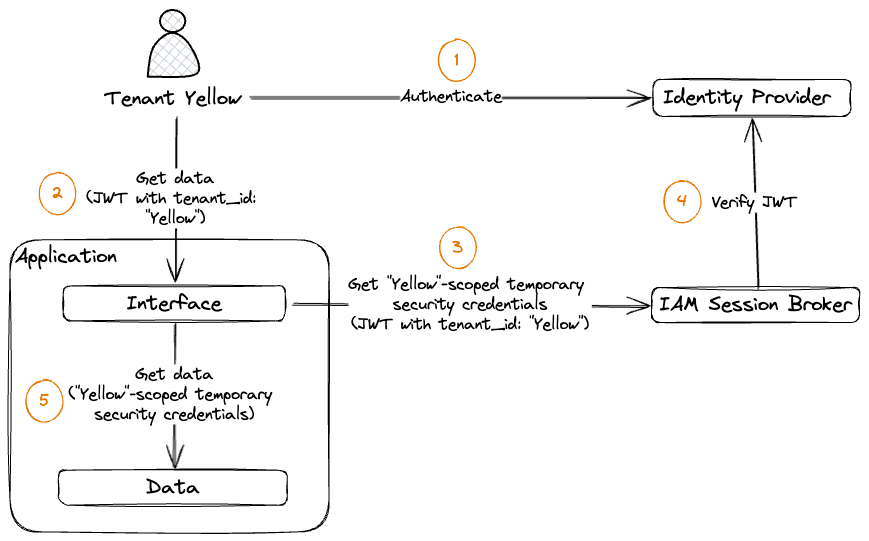 1
Tenant Yellow
Authenticate
Identity Provider
2
Get data
(JWT with tenant_id:
"Yellow")
4
Verify JWT
Application
3
Interface
Get "Yellow"-scoped temporary
security credentials
(JWT with tenant_id: "Yellow")
IAM Session Broker
5
Get data
("Yellow"-scoped temporary
security credentials)
Data